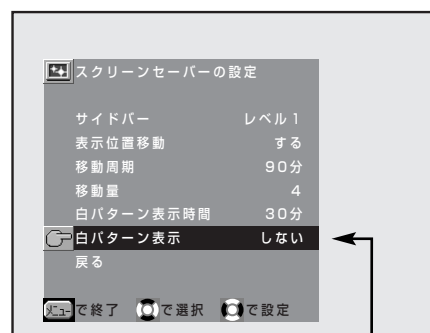 スクリーンセーバーの設定
サイドバー レベル1
表示位置移動 する
移動周期 90分
移動量 4
白パターン表示時間 30分
白パターン表示 しない
戻る
メニューで終了 で選択 で設定